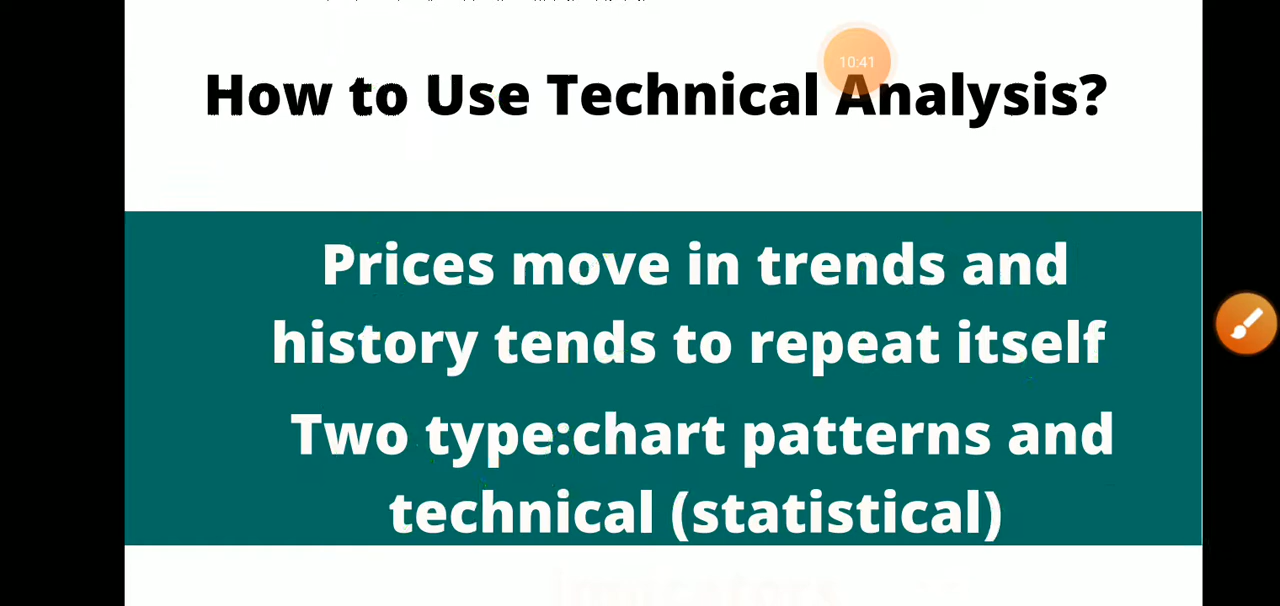 10:41
How to Use Technical Analysis?
Prices move in trends and
history tends to repeat itself
Two type:chart patterns and
technical (statistical)